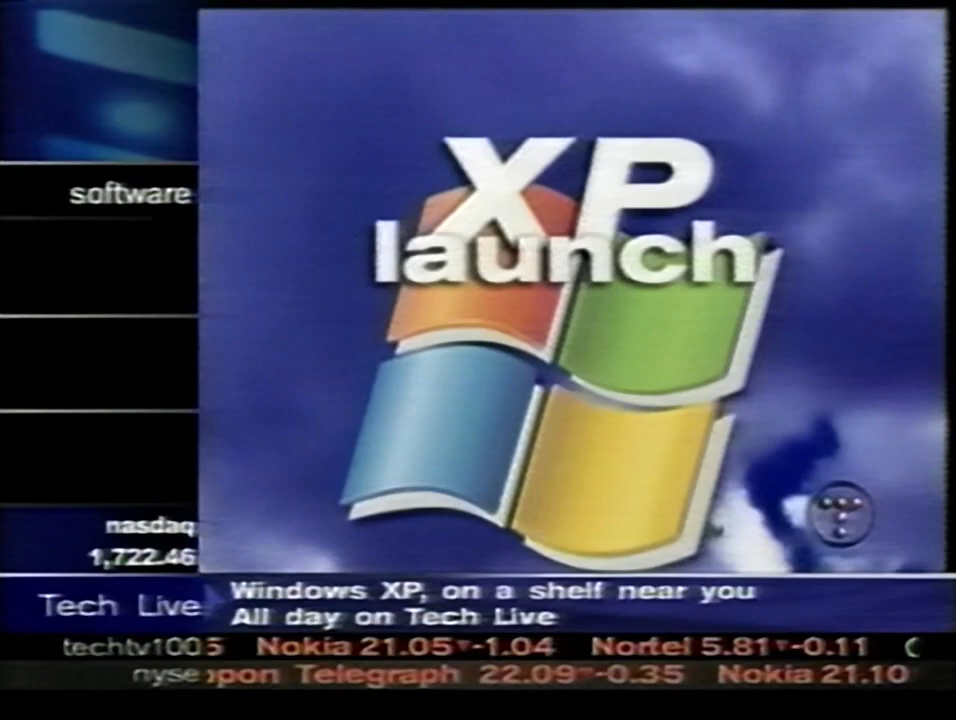 XP
launch
software
nasdaq
1,722.46
Tech Live
Windows XP, on a shelf near you
All day on Tech Live
techtv100 5 Nokia 21.05▼-1.04 Nortel 5.81▼-0.11
nyse pon Telegraph 22.09▼-0.35 Nokia 21.10